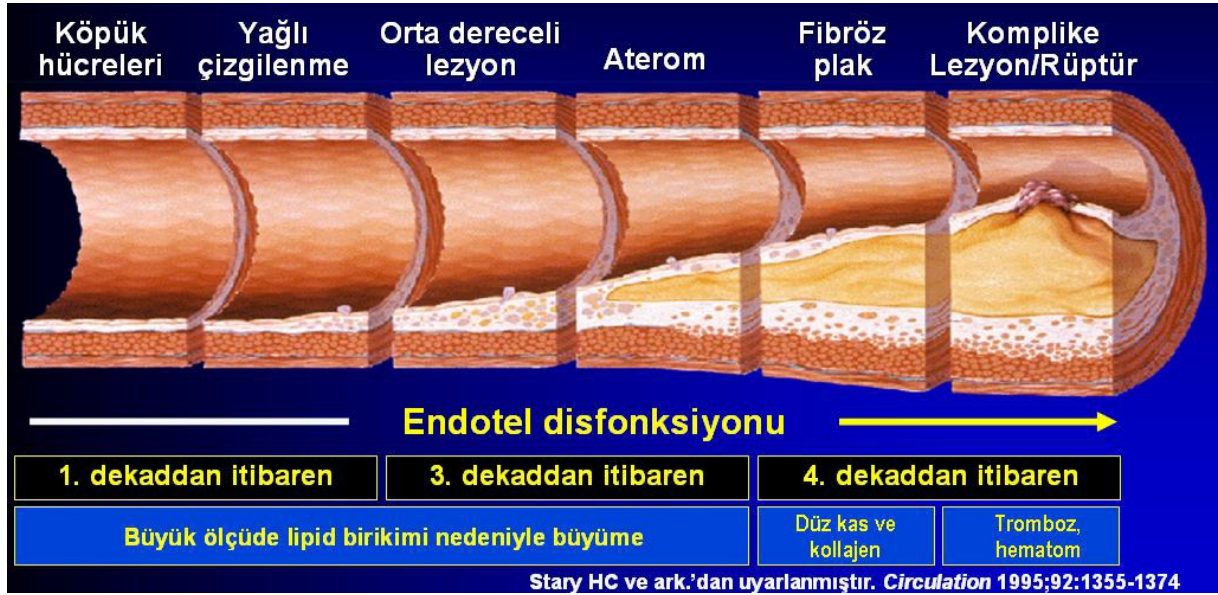 Köpük
hücreleri
Yağlı
çizgilenme
Orta dereceli
lezyon
Aterom
Fibröz
plak
Komplike
Lezyon/Rüptür
Endotel disfonksiyonu
1. dekaddan itibaren
3. dekaddan itibaren
4. dekaddan itibaren
Büyük ölçüde lipid birikimi nedeniyle büyüme
Düz kas ve
kollajen
Tromboz,
hematom
Stary HC ve ark.'dan uyarlanmıştır. Circulation 1995;92:1355-1374